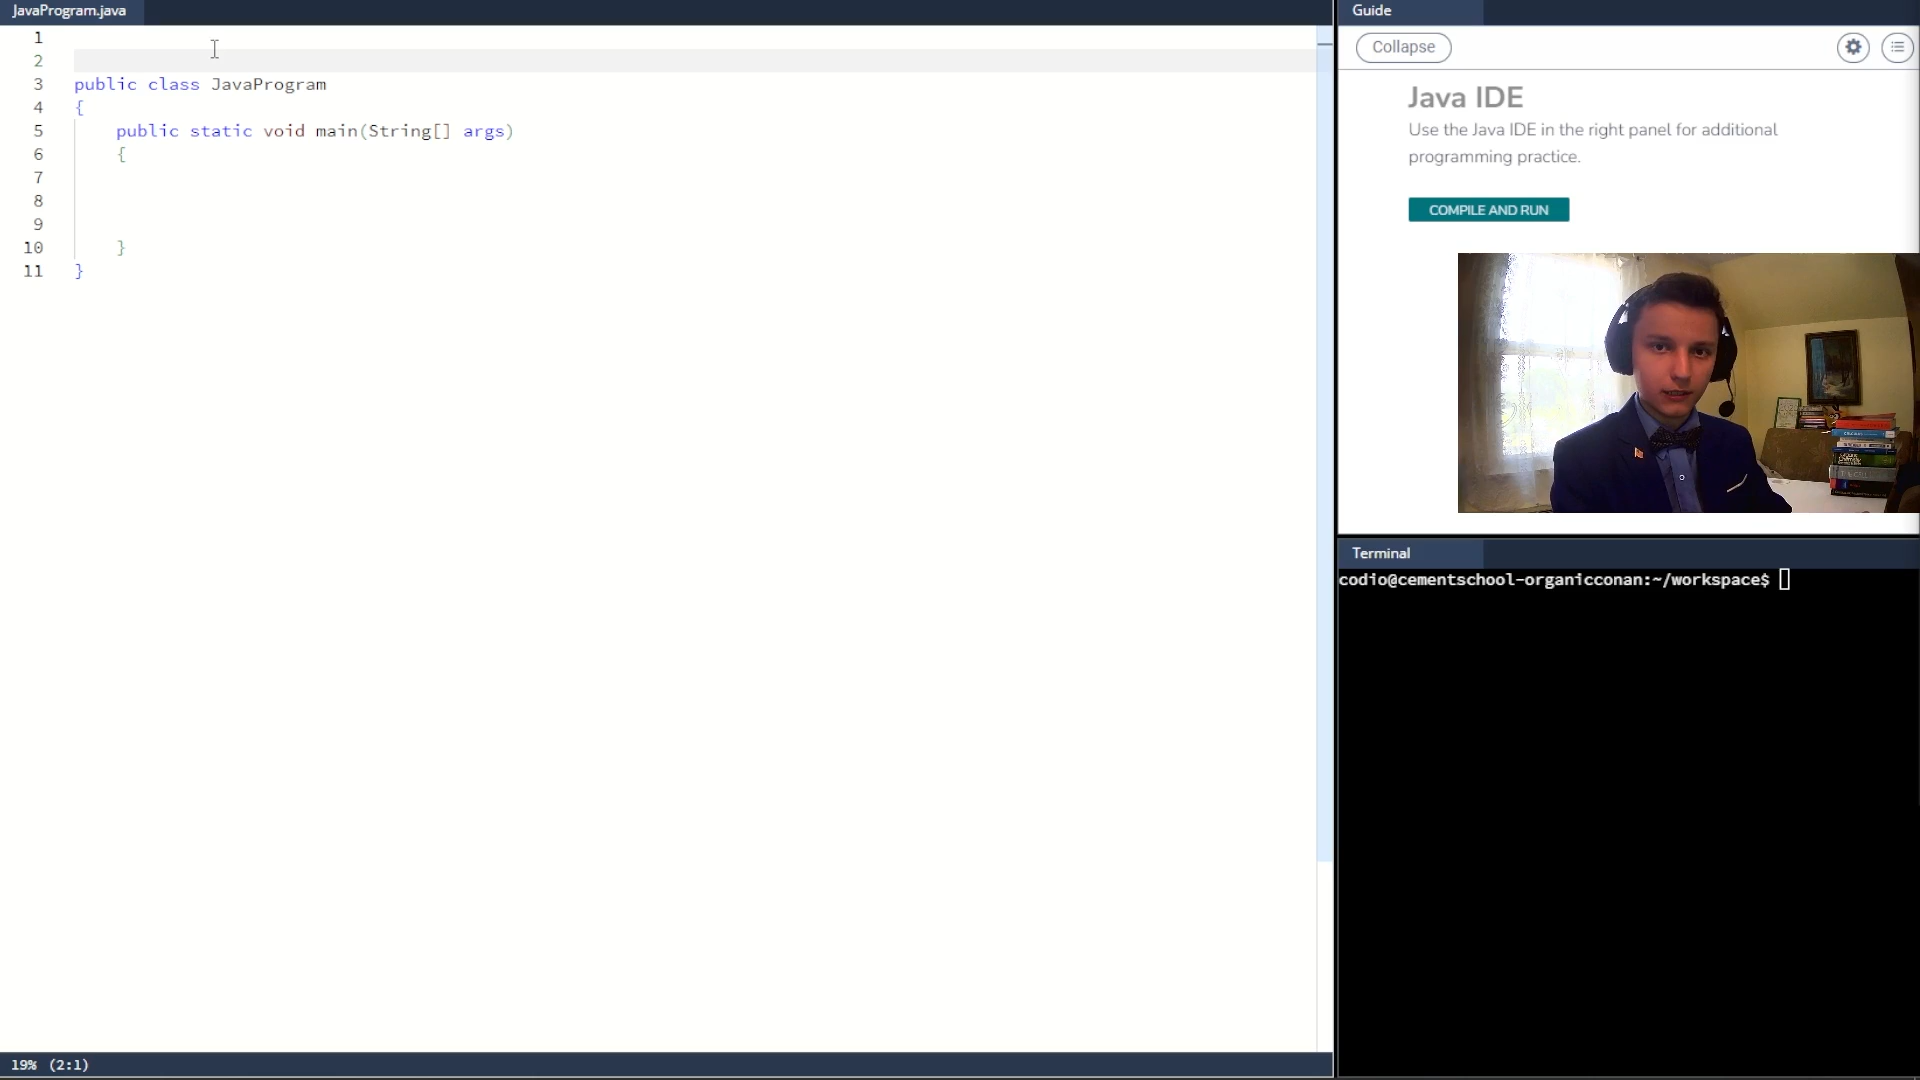 JavaProgram.java
1
2
3 public class JavaProgram
4 {
5 public static void main(String[] args)
6 {
7
8
9
10 }
11 }
19% (2:1)
Guide
Collapse
Java IDE
Use the Java IDE in the right panel for additional
programming practice.
COMPILE AND RUN
Terminal
codio@cementschool-organicconan:~/workspace$